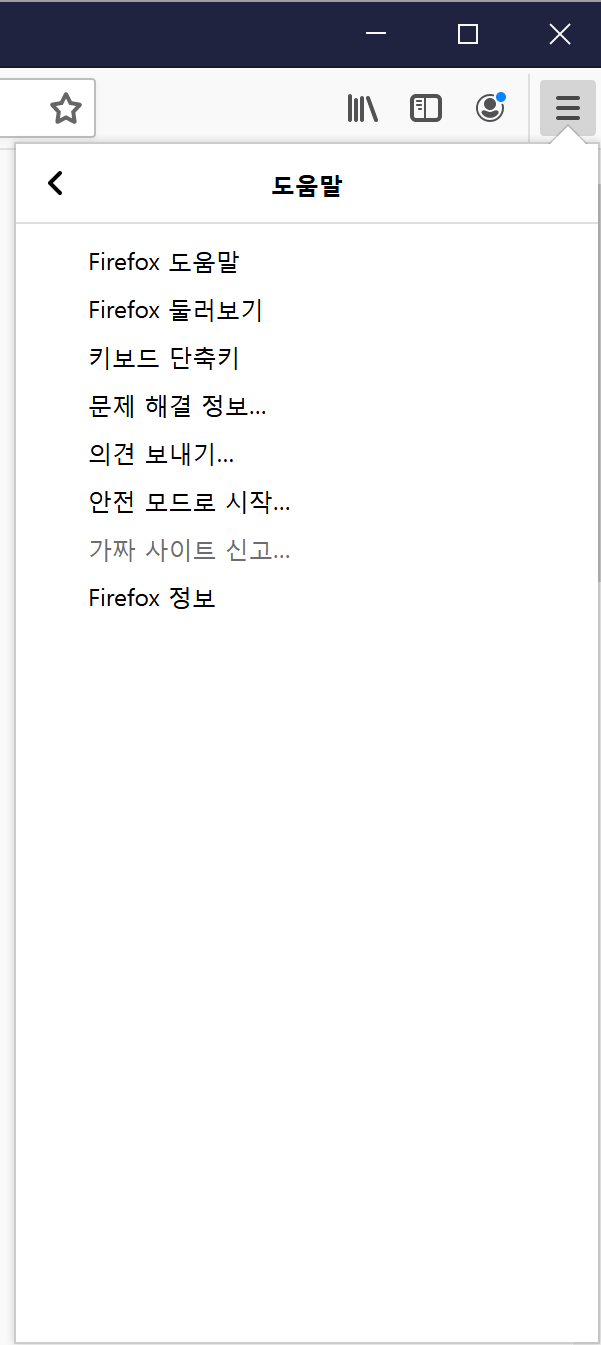 도움말
Firefox 도움말
Firefox 둘러보기
키보드 단축키
문제 해결 정보...
의견 보내기...
안전 모드로 시작...
가짜 사이트 신고...
Firefox 정보